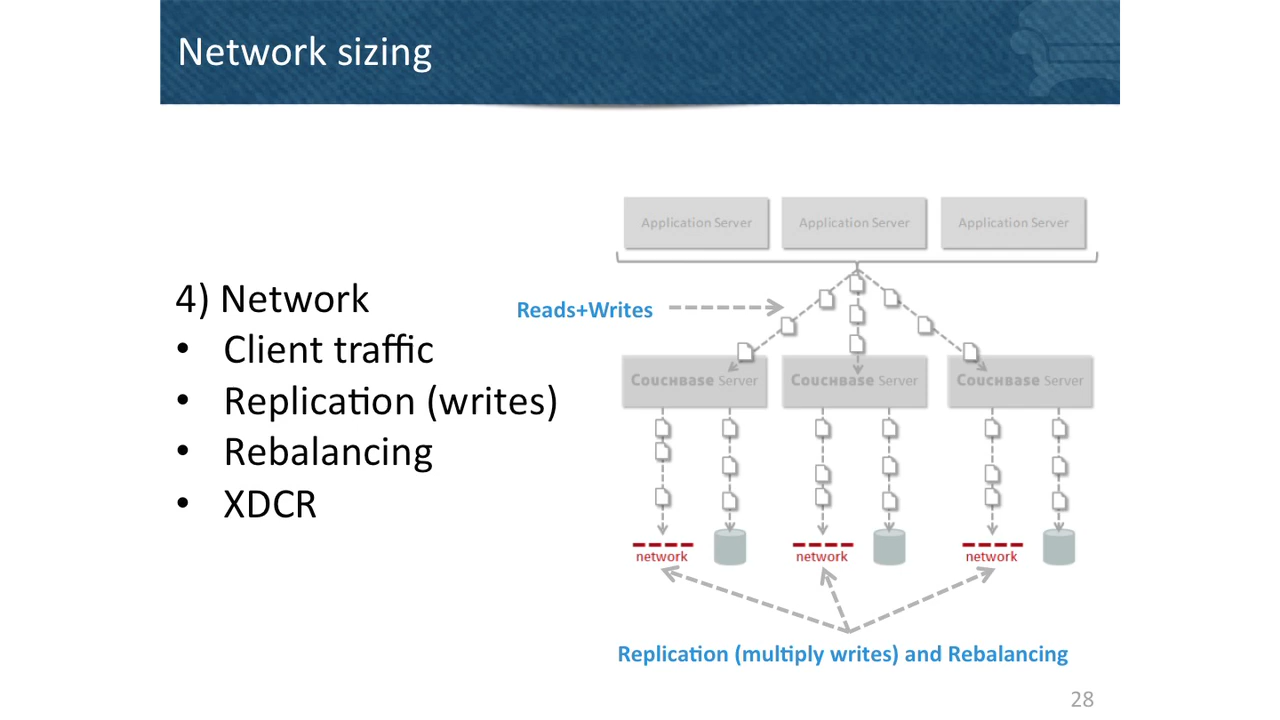 Network sizing
Application Server
Application Server
Application Server
4) Network
• Client traffic
• Replication (writes)
• Rebalancing
• XDCR
Reads+Writes
COUCHBASE Server
COUCHBASE Server
COUCHBASE Server
network
network
network
Replication (multiply writes) and Rebalancing
28